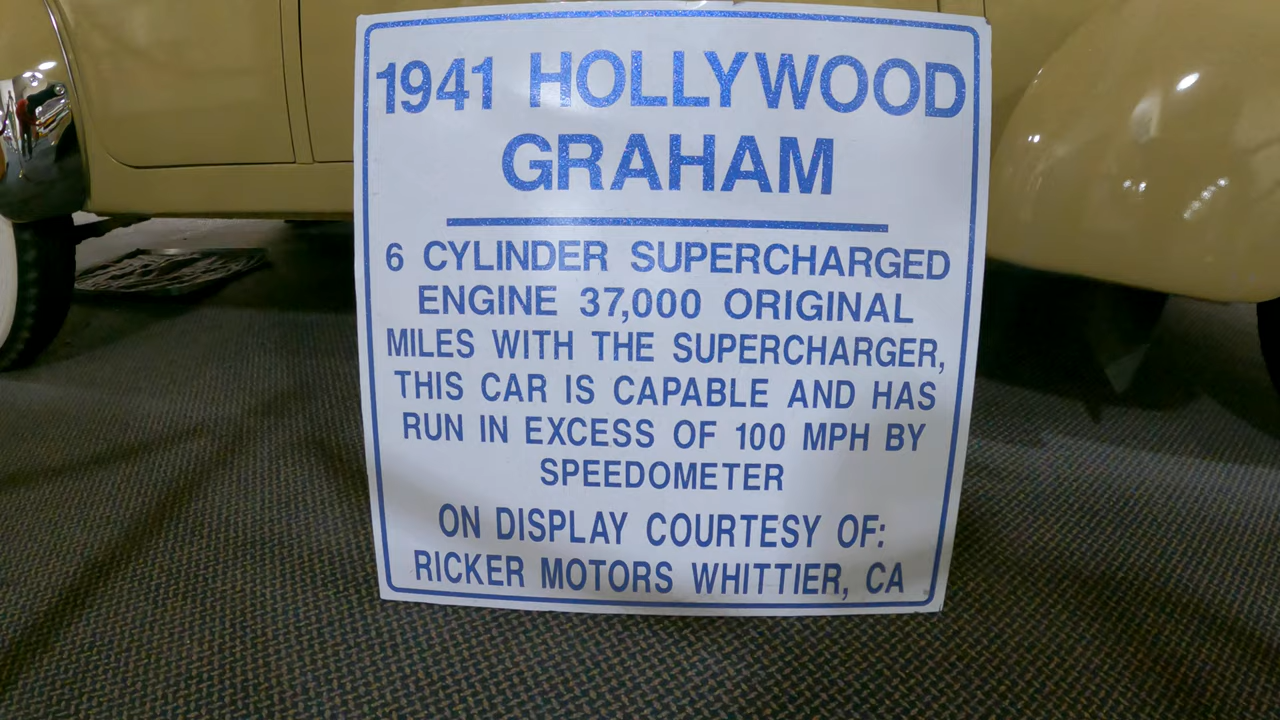 1941 HOLLYWOOD
GRAHAM
6 CYLINDER SUPERCHARGED
ENGINE 37,000 ORIGINAL
MILES WITH THE SUPERCHARGER,
THIS CAR IS CAPABLE AND HAS
RUN IN EXCESS OF 100 MPH BY
SPEEDOMETER
ON DISPLAY COURTESY OF:
RICKER MOTORS WHITTIER, CA